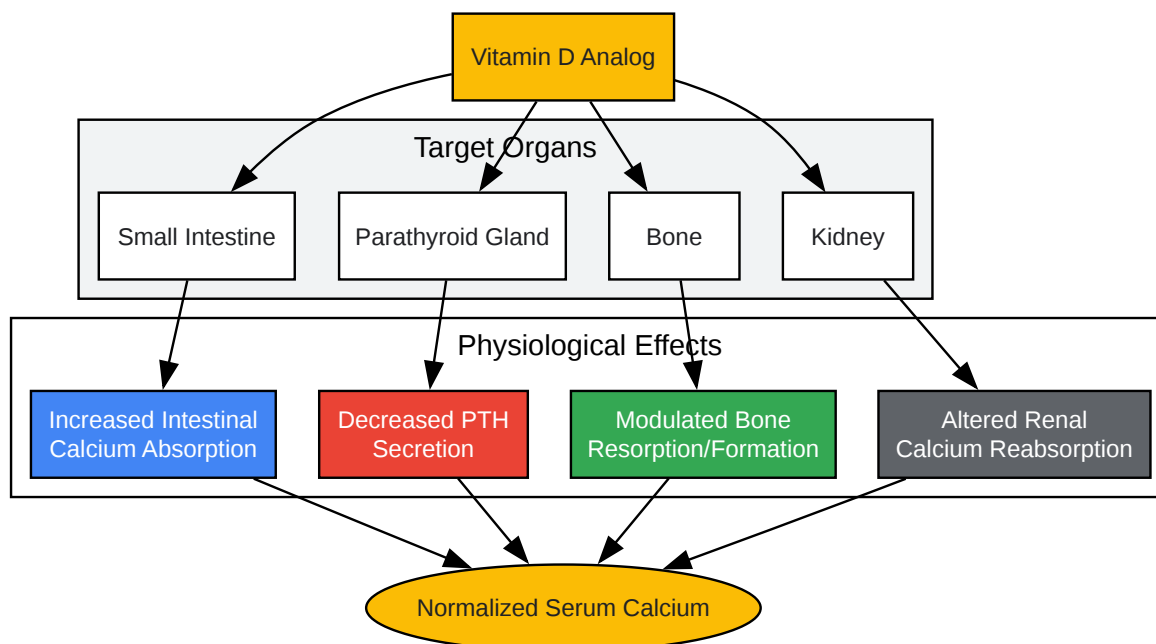 Vitamin D Analog
Target Organs
Small Intestine
Parathyroid Gland
Bone
Kidney
Physiological Effects
Increased Intestinal
Calcium Absorption
Decreased PTH
Secretion
Modulated Bone
Resorption/Formation
Altered Renal
Calcium Reabsorption
Normalized Serum Calcium